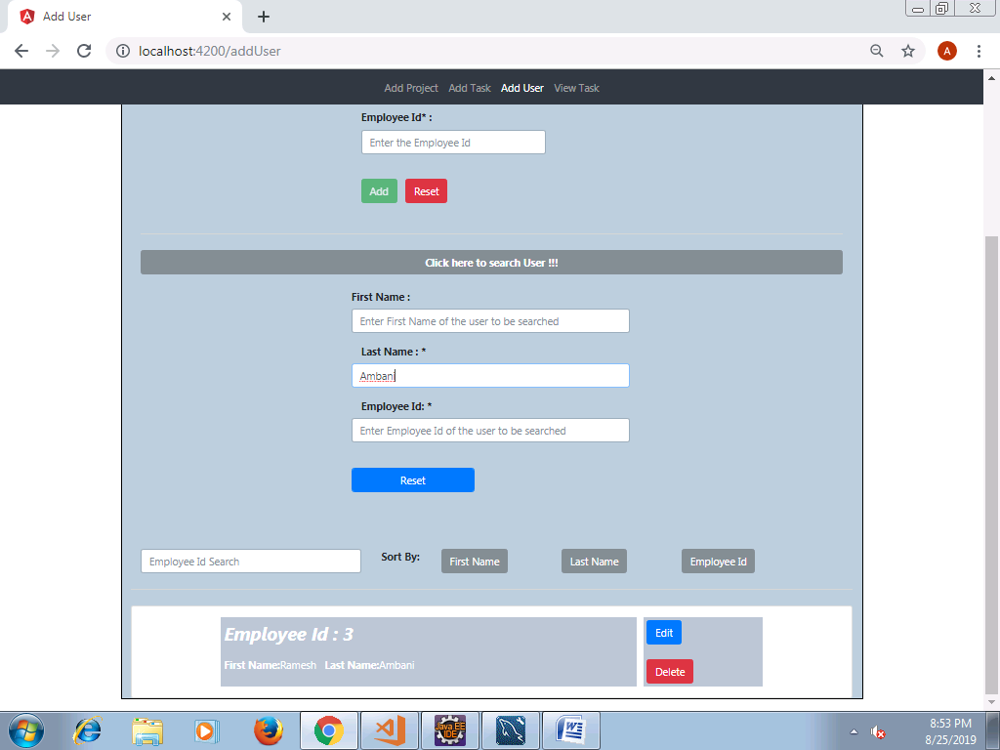 Add User
localhost:4200/addUser
A
Add Project Add Task Add User View Task
Employee Id* :
Enter the Employee Id
Add Reset
Click here to search User !!!
First Name :
Enter First Name of the user to be searched
Last Name : *
Ambani
Employee Id: *
Enter Employee Id of the user to be searched
Reset
Employee Id Search Sort By: First Name Last Name Employee Id
Employee Id : 3
Edit
First Name:Ramesh Last Name:Ambani
Delete
Java EE
IDE
8:53 PM
8/25/2019